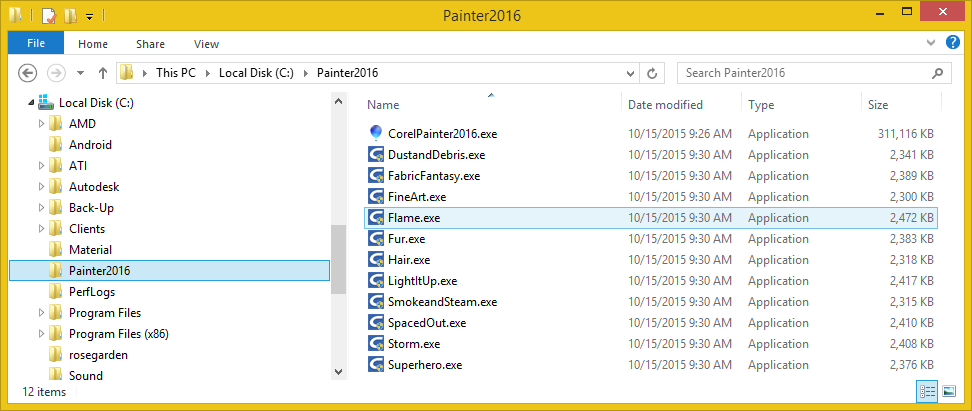 Painter2016
File Home Share View
This PC Local Disk (C:) Painter2016 Search Painter2016
Local Disk (C:)
AMD
Android
ATI
Autodesk
Back-Up
Clients
Material
Painter2016
PerfLogs
Program Files
Program Files (x86)
rosegarden
Sound
Name Date modified Type Size
CorelPainter2016.exe 10/15/2015 9:26 AM Application 311,116 KB
DustandDebris.exe 10/15/2015 9:30 AM Application 2,341 KB
FabricFantasy.exe 10/15/2015 9:30 AM Application 2,389 KB
FineArt.exe 10/15/2015 9:30 AM Application 2,300 KB
Flame.exe 10/15/2015 9:30 AM Application 2,472 KB
Fur.exe 10/15/2015 9:30 AM Application 2,383 KB
Hair.exe 10/15/2015 9:30 AM Application 2,318 KB
LightItUp.exe 10/15/2015 9:30 AM Application 2,417 KB
SmokeandSteam.exe 10/15/2015 9:30 AM Application 2,315 KB
SpacedOut.exe 10/15/2015 9:30 AM Application 2,410 KB
Storm.exe 10/15/2015 9:30 AM Application 2,408 KB
Superhero.exe 10/15/2015 9:30 AM Application 2,376 KB
12 items